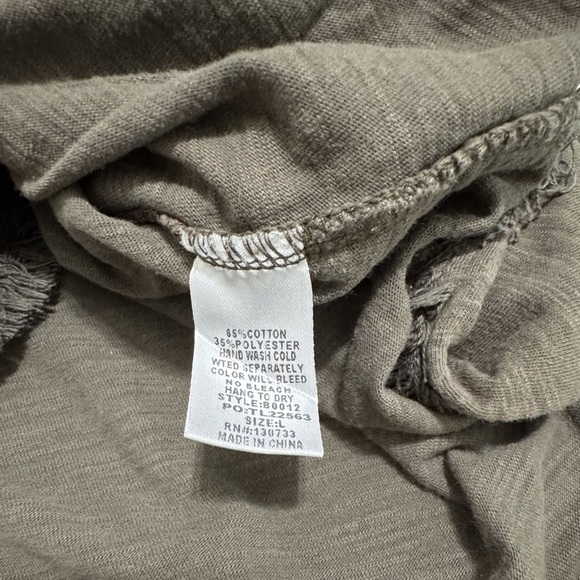 65%COTTON
35%POLYESTER
HAND WASH COLD
WTED SEPARATELY
COLOR WILL BLEED
NO BLEACH
HANG TO DRY
STYLE:B0012
PO:TL22563
SIZE:L
RN#:130733
MADE IN CHINA